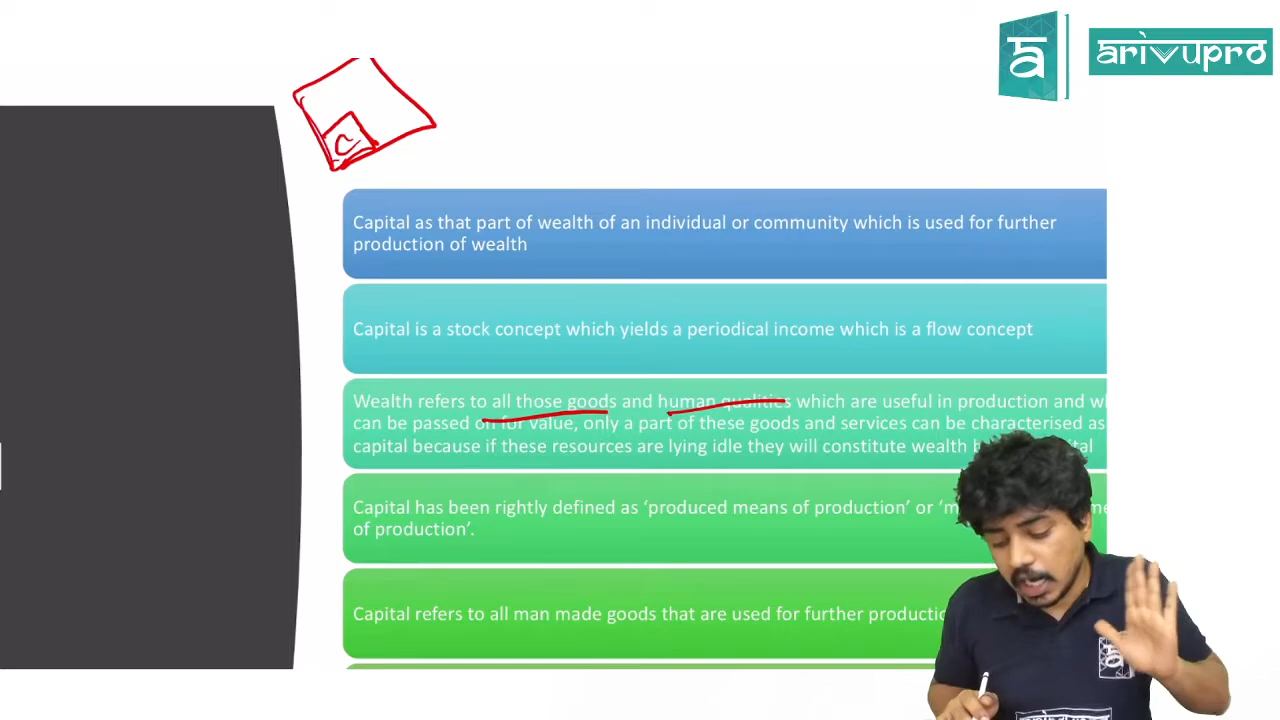 a arivupro
C
Capital as that part of wealth of an individual or community which is used for further
production of wealth
Capital is a stock concept which yields a periodical income which is a flow concept
Wealth refers to all those goods and human qualities which are useful in production and
can be passed on for value, only a part of these goods and services can be characterised as
capital because if these resources are lying idle they will constitute wealth
Capital has been rightly defined as ‘produced means of production’ or
of production’.
Capital refers to all man made goods that are used for further